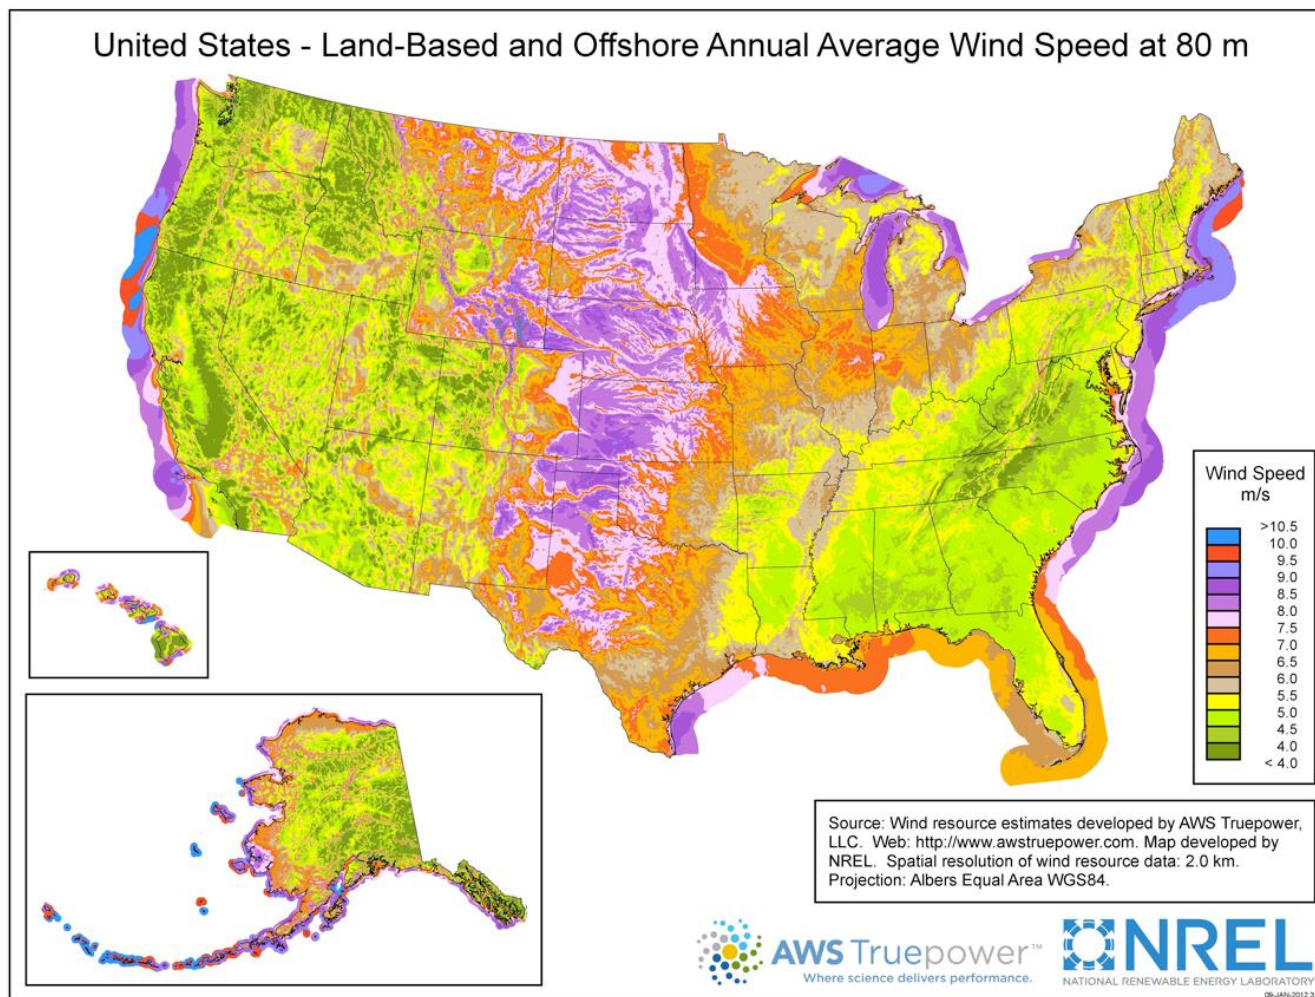 United States - Land-Based and Offshore Annual Average Wind Speed at 80 m
Wind Speed
m/s
>10.5
10.0
9.5
9.0
8.5
8.0
7.5
7.0
6.5
6.0
5.5
5.0
4.5
4.0
< 4.0
Source: Wind resource estimates developed by AWS Truepower,
LLC. Web: http://www.awstruepower.com. Map developed by
NREL. Spatial resolution of wind resource data: 2.0 km.
Projection: Albers Equal Area WGS84.
AWS Truepower™
Where science delivers performance.
NREL
NATIONAL RENEWABLE ENERGY LABORATORY